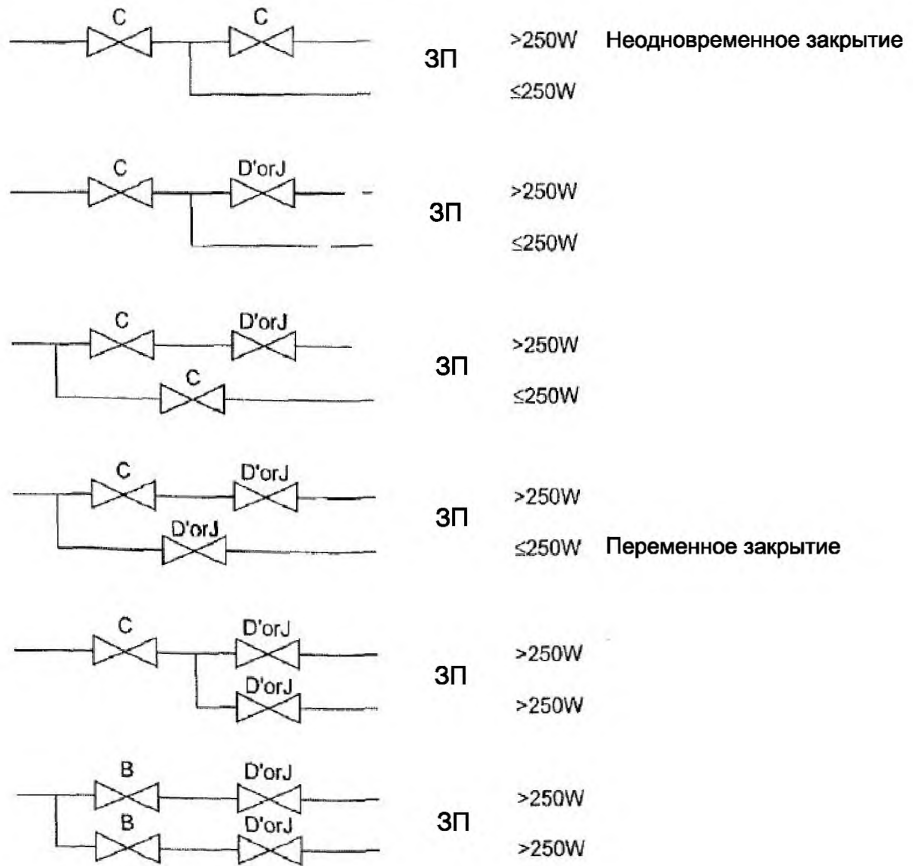 C C
ЗП >250W Неодновременное закрытие
≤250W
C D'orJ
ЗП >250W
≤250W
C D'orJ
>250W
ЗП
C
≤250W
C D'orJ
>250W
ЗП
D'orJ
≤250W Переменное закрытие
C D'orJ
>250W
ЗП
D'orJ
>250W
B D'orJ
>250W
ЗП
B D'orJ
>250W